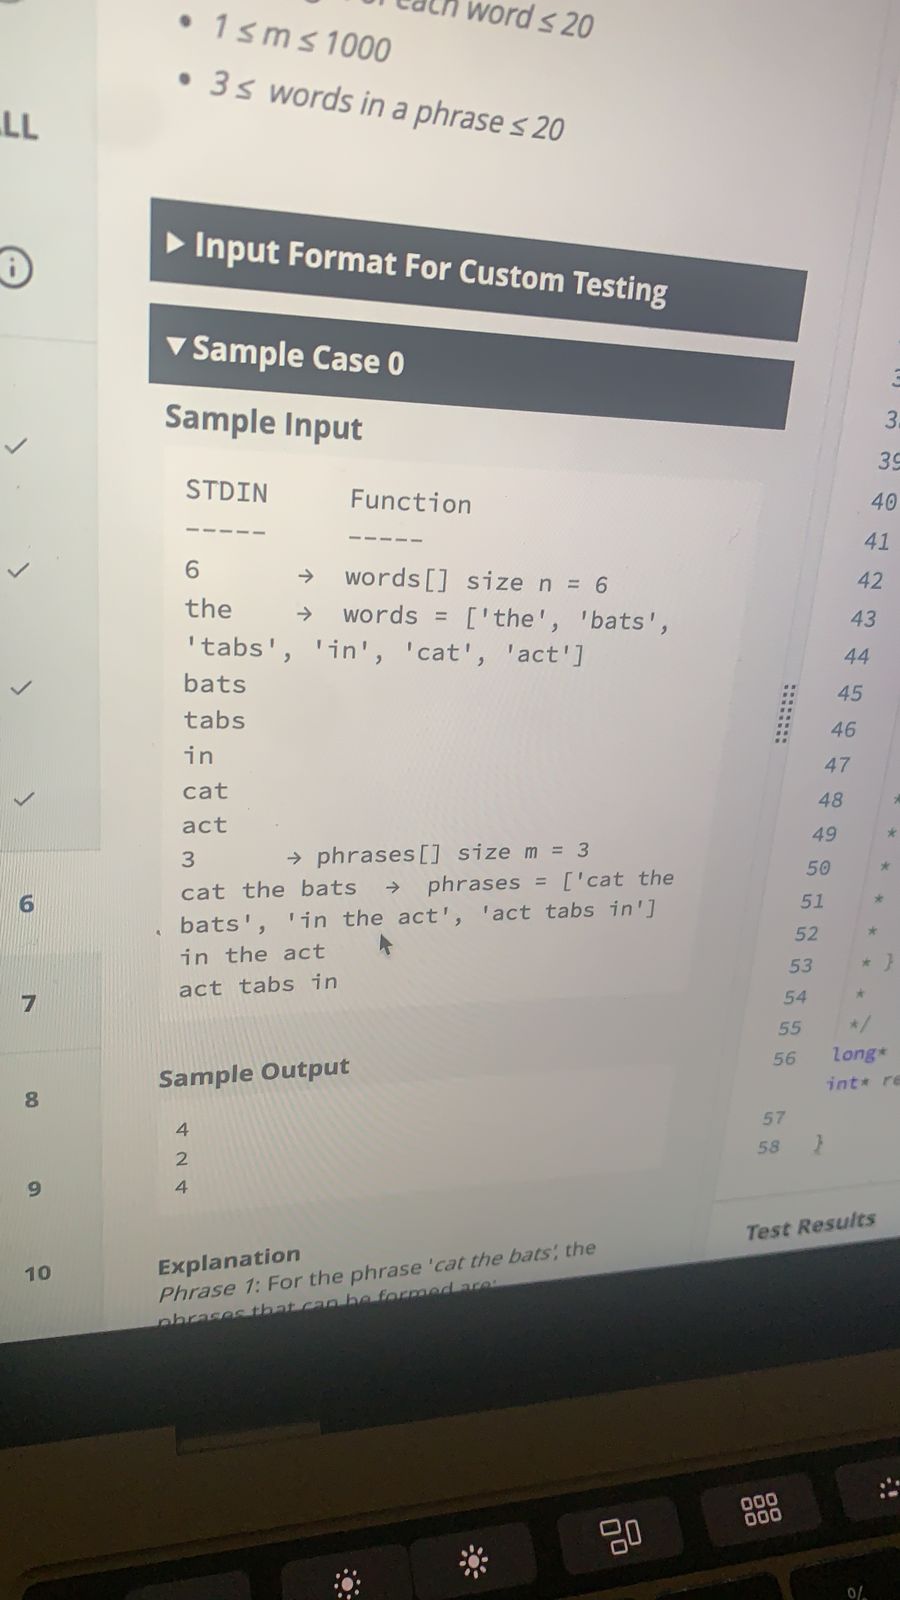 each word ≤ 20
• 1 ≤ m ≤ 1000
• 3 ≤ words in a phrase ≤ 20
LL
▶ Input Format For Custom Testing
▼ Sample Case 0
Sample Input
STDIN Function
----- -----
6 → words[] size n = 6
the → words = ['the', 'bats',
'tabs', 'in', 'cat', 'act']
bats
tabs
in
cat
act
3 → phrases[] size m = 3
cat the bats → phrases = ['cat the
bats', 'in the act', 'act tabs in']
in the act
act tabs in
Sample Output
4
2
4
Explanation
Phrase 1: For the phrase 'cat the bats', the
phrases that can be formed are:
6
7
8
9
10
39
40
41
42
43
44
45
46
47
48 *
49 *
50 *
51 *
52 *
53 * }
54 *
55 */
56 long*
int* re
57
58 }
Test Results
%